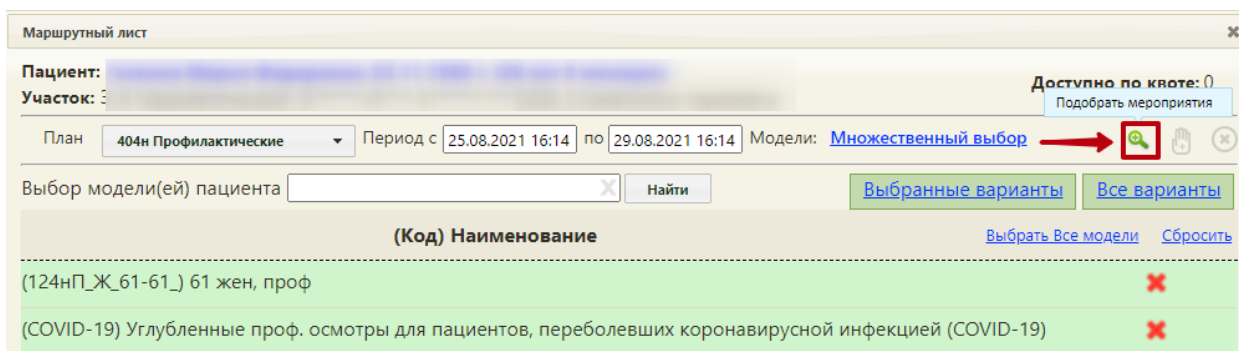 Маршрутный лист
Пациент:
Участок:
Доступно по квоте: 0
Подобрать мероприятия
План 404н Профилактические Период с 25.08.2021 16:14 по 29.08.2021 16:14 Модели: Множественный выбор
Выбор модели(ей) пациента Найти Выбранные варианты Все варианты
(Код) Наименование Выбрать Все модели Сбросить
(124нП_Ж_61-61_) 61 жен, проф
(COVID-19) Углубленные проф. осмотры для пациентов, переболевших коронавирусной инфекцией (COVID-19)